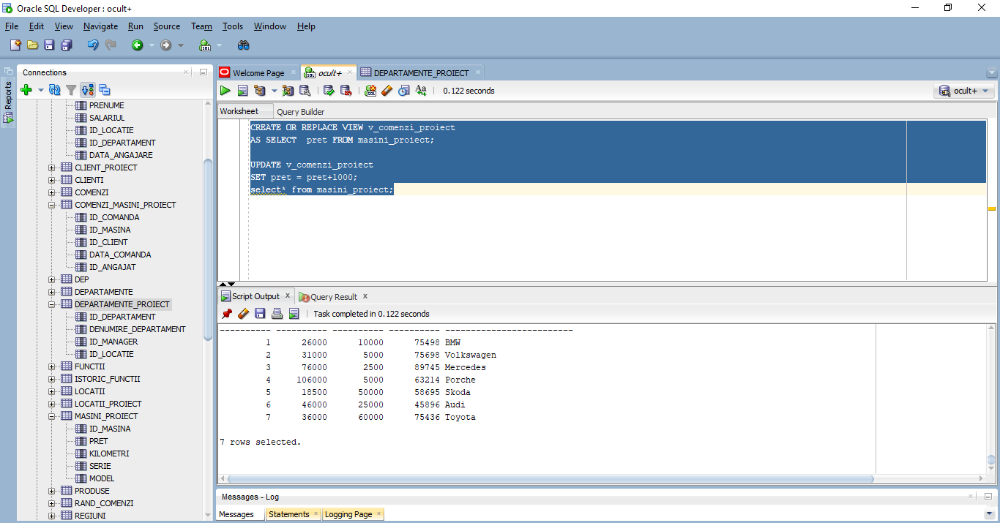 Oracle SQL Developer : ocult+
File Edit View Navigate Run Source Team Tools Window Help
Reports
Connections
PRENUME
SALARIUL
ID_LOCATIE
ID_DEPARTAMENT
DATA_ANGAJARE
CLIENT_PROIECT
CLIENTI
COMENZI
COMENZI_MASINI_PROIECT
ID_COMANDA
ID_MASINA
ID_CLIENT
DATA_COMANDA
ID_ANGAJAT
DEP
DEPARTAMENTE
DEPARTAMENTE_PROIECT
ID_DEPARTAMENT
DENUMIRE_DEPARTAMENT
ID_MANAGER
ID_LOCATIE
FUNCTII
ISTORIC_FUNCTII
LOCATII
LOCATII_PROIECT
MASINI_PROIECT
ID_MASINA
PRET
KILOMETRI
SERIE
MODEL
PRODUSE
RAND_COMENZI
REGIUNI
Welcome Page ocult+ DEPARTAMENTE_PROIECT
0.122 seconds ocult+
Worksheet Query Builder
CREATE OR REPLACE VIEW v_comenzi_proiect
AS SELECT  pret FROM masini_proiect;
UPDATE v_comenzi_proiect
SET pret = pret+1000;
select* from masini_proiect;
Script Output Query Result
Task completed in 0.122 seconds
---------- ---------- ---------- ---------- -------------------------
1 26000 10000 75498 BMW
2 31000 5000 75698 Volkswagen
3 76000 2500 89745 Mercedes
4 106000 5000 63214 Porche
5 18500 50000 58695 Skoda
6 46000 25000 45896 Audi
7 36000 60000 75436 Toyota
7 rows selected.
Messages - Log
Messages Statements Logging Page